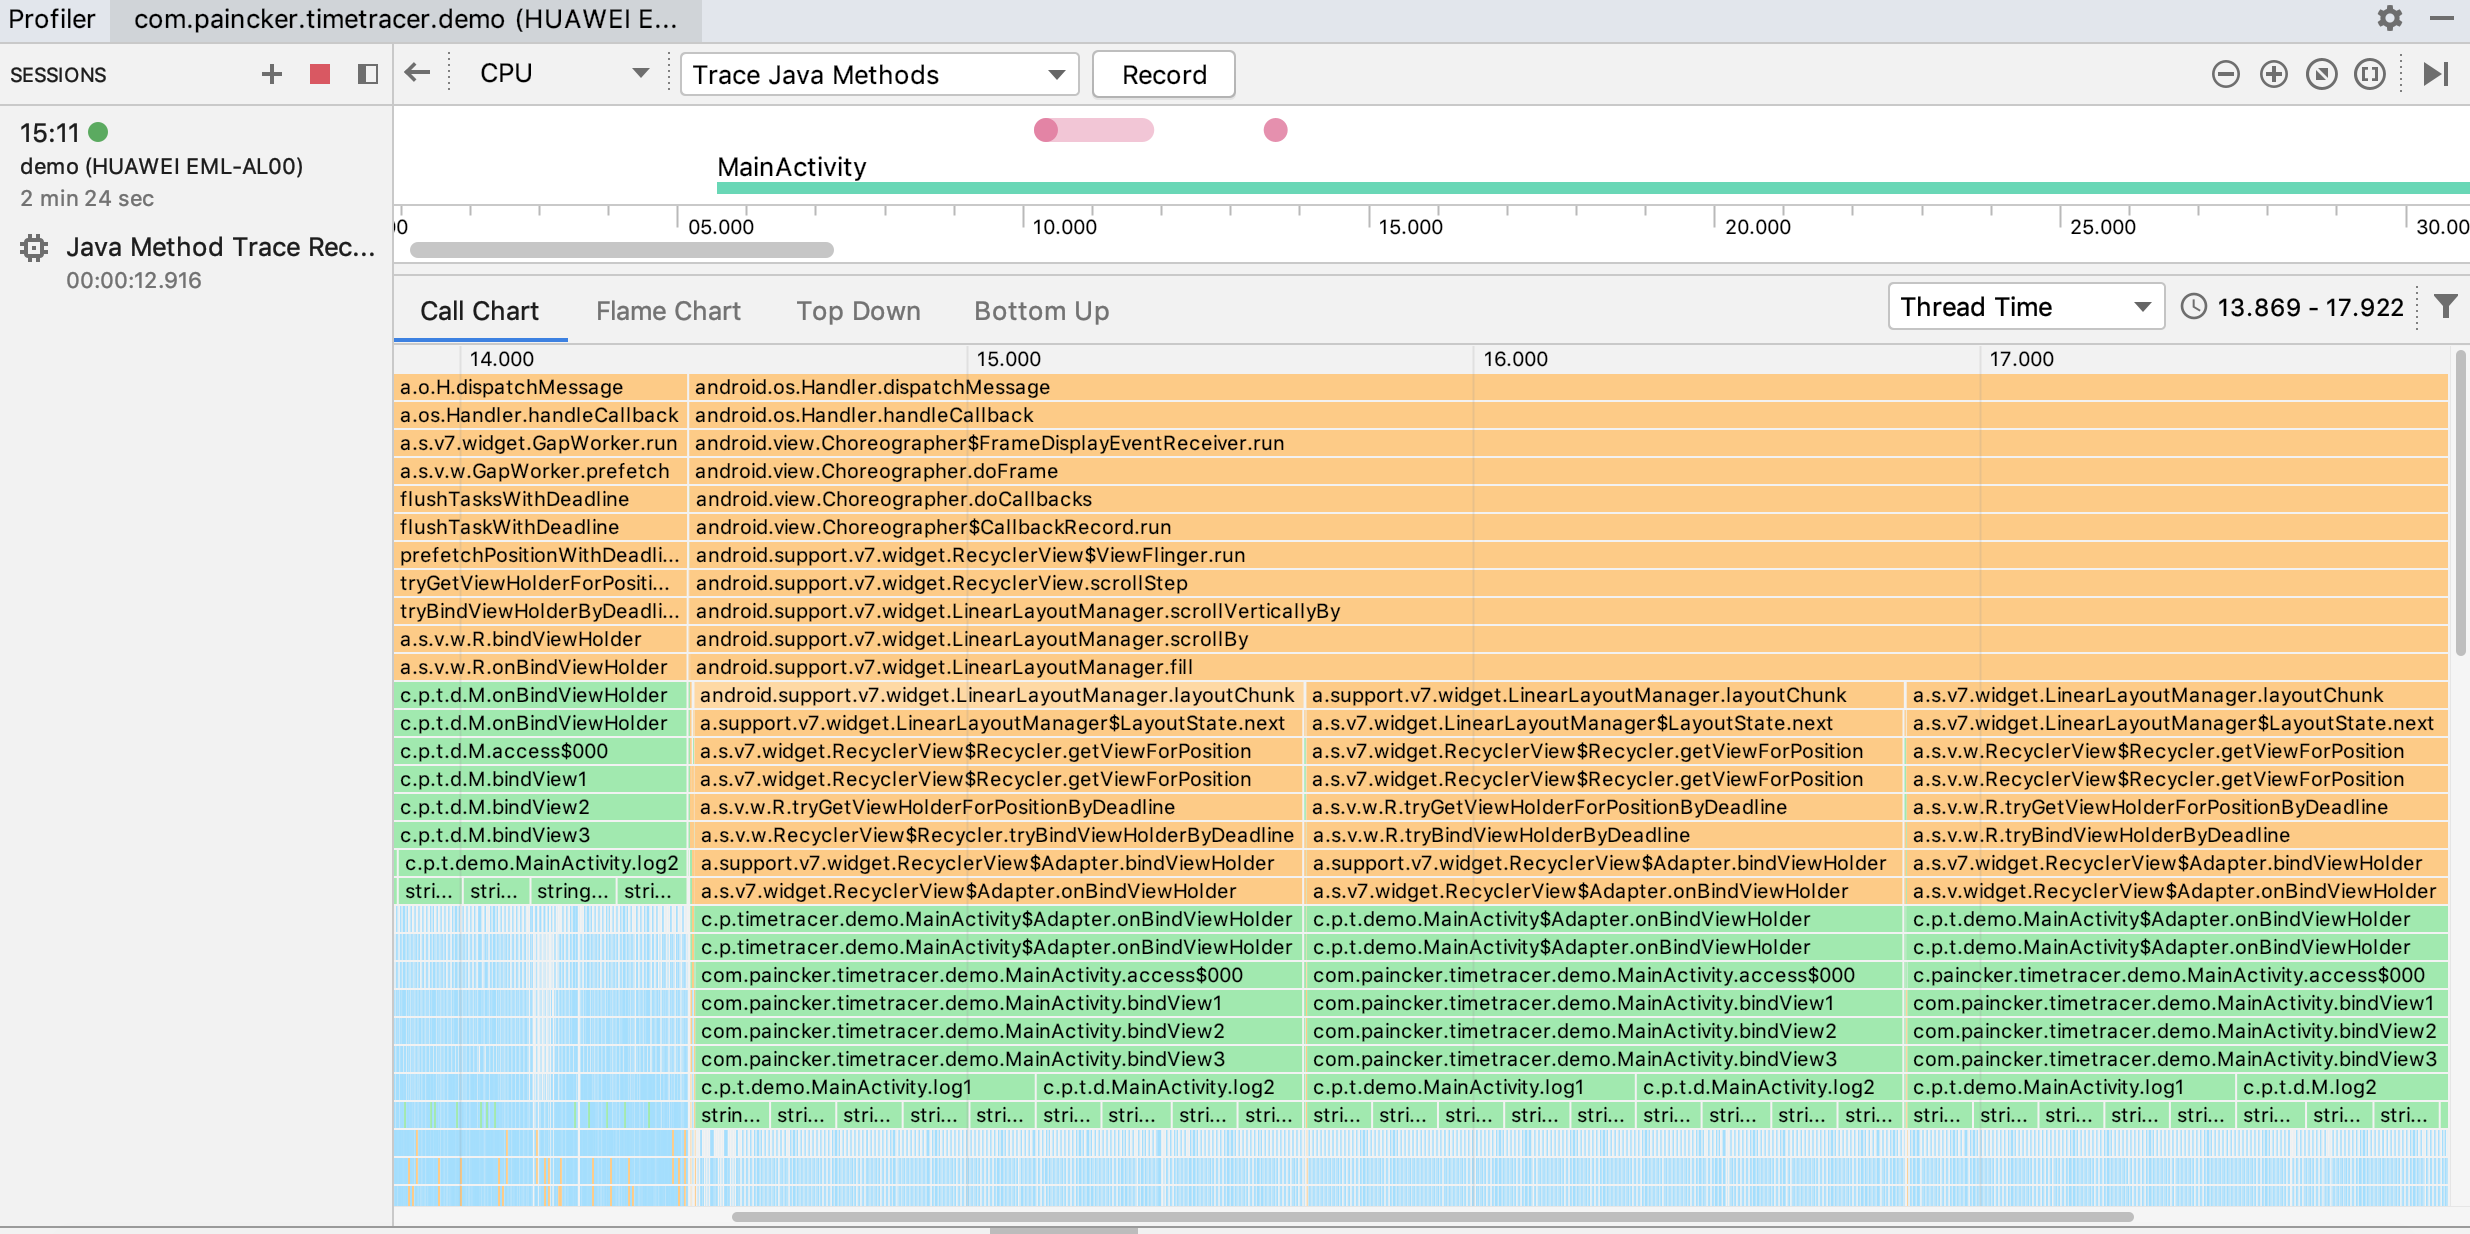 Profiler com.paincker.timetracer.demo (HUAWEI E...
SESSIONS CPU Trace Java Methods Record
15:11
demo (HUAWEI EML-AL00)
2 min 24 sec
Java Method Trace Rec...
00:00:12.916
MainActivity
05.000 10.000 15.000 20.000 25.000 30.00
Call Chart Flame Chart Top Down Bottom Up Thread Time 13.869 - 17.922
14.000 15.000 16.000 17.000
a.o.H.dispatchMessage android.os.Handler.dispatchMessage
a.os.Handler.handleCallback android.os.Handler.handleCallback
a.s.v7.widget.GapWorker.run android.view.Choreographer$FrameDisplayEventReceiver.run
a.s.v.w.GapWorker.prefetch android.view.Choreographer.doFrame
flushTasksWithDeadline android.view.Choreographer.doCallbacks
flushTaskWithDeadline android.view.Choreographer$CallbackRecord.run
prefetchPositionWithDeadli... android.support.v7.widget.RecyclerView$ViewFlinger.run
tryGetViewHolderForPositi... android.support.v7.widget.RecyclerView.scrollStep
tryBindViewHolderByDeadli... android.support.v7.widget.LinearLayoutManager.scrollVerticallyBy
a.s.v.w.R.bindViewHolder android.support.v7.widget.LinearLayoutManager.scrollBy
a.s.v.w.R.onBindViewHolder android.support.v7.widget.LinearLayoutManager.fill
c.p.t.d.M.onBindViewHolder android.support.v7.widget.LinearLayoutManager.layoutChunk a.support.v7.widget.LinearLayoutManager.layoutChunk a.s.v7.widget.LinearLayoutManager.layoutChunk
c.p.t.d.M.onBindViewHolder a.support.v7.widget.LinearLayoutManager$LayoutState.next a.s.v7.widget.LinearLayoutManager$LayoutState.next a.s.v7.widget.LinearLayoutManager$LayoutState.next
c.p.t.d.M.access$000 a.s.v7.widget.RecyclerView$Recycler.getViewForPosition a.s.v7.widget.RecyclerView$Recycler.getViewForPosition a.s.v.w.RecyclerView$Recycler.getViewForPosition
c.p.t.d.M.bindView1 a.s.v7.widget.RecyclerView$Recycler.getViewForPosition a.s.v7.widget.RecyclerView$Recycler.getViewForPosition a.s.v.w.RecyclerView$Recycler.getViewForPosition
c.p.t.d.M.bindView2 a.s.v.w.R.tryGetViewHolderForPositionByDeadline a.s.v.w.R.tryGetViewHolderForPositionByDeadline a.s.v.w.R.tryGetViewHolderForPositionByDeadline
c.p.t.d.M.bindView3 a.s.v.w.RecyclerView$Recycler.tryBindViewHolderByDeadline a.s.v.w.R.tryBindViewHolderByDeadline a.s.v.w.R.tryBindViewHolderByDeadline
c.p.t.demo.MainActivity.log2 a.support.v7.widget.RecyclerView$Adapter.bindViewHolder a.support.v7.widget.RecyclerView$Adapter.bindViewHolder a.s.v7.widget.RecyclerView$Adapter.bindViewHolder
stri... stri... string... stri... a.s.v7.widget.RecyclerView$Adapter.onBindViewHolder a.s.v7.widget.RecyclerView$Adapter.onBindViewHolder a.s.v.widget.RecyclerView$Adapter.onBindViewHolder
c.p.timetracer.demo.MainActivity$Adapter.onBindViewHolder c.p.t.demo.MainActivity$Adapter.onBindViewHolder c.p.t.demo.MainActivity$Adapter.onBindViewHolder
c.p.timetracer.demo.MainActivity$Adapter.onBindViewHolder c.p.t.demo.MainActivity$Adapter.onBindViewHolder c.p.t.demo.MainActivity$Adapter.onBindViewHolder
com.paincker.timetracer.demo.MainActivity.access$000 com.paincker.timetracer.demo.MainActivity.access$000 c.paincker.timetracer.demo.MainActivity.access$000
com.paincker.timetracer.demo.MainActivity.bindView1 com.paincker.timetracer.demo.MainActivity.bindView1 com.paincker.timetracer.demo.MainActivity.bindView1
com.paincker.timetracer.demo.MainActivity.bindView2 com.paincker.timetracer.demo.MainActivity.bindView2 com.paincker.timetracer.demo.MainActivity.bindView2
com.paincker.timetracer.demo.MainActivity.bindView3 com.paincker.timetracer.demo.MainActivity.bindView3 com.paincker.timetracer.demo.MainActivity.bindView3
c.p.t.demo.MainActivity.log1 c.p.t.d.MainActivity.log2 c.p.t.demo.MainActivity.log1 c.p.t.d.MainActivity.log2 c.p.t.demo.MainActivity.log1 c.p.t.d.M.log2
strin... stri... stri... stri... stri... stri... stri... stri... stri... stri... stri... stri... stri... stri... stri... stri... stri... stri... stri... stri... stri... stri... stri... stri... stri... stri...